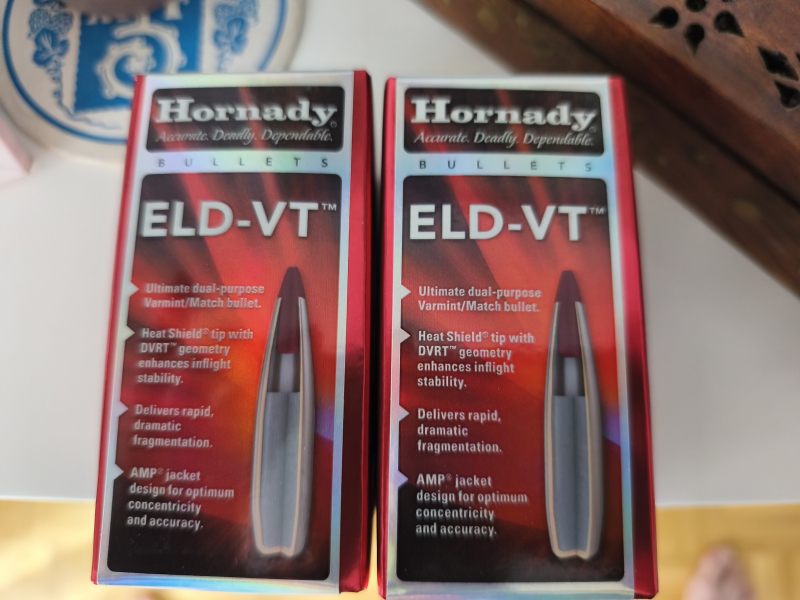 Hornady®
Accurate. Deadly. Dependable.
BULLETS
ELD-VT™
Ultimate dual-purpose
Varmint/Match bullet.
Heat Shield® tip with
DVRT™ geometry
enhances inflight
stability.
Delivers rapid,
dramatic
fragmentation.
AMP® jacket
design for optimum
concentricity
and accuracy.
Hornady®
Accurate. Deadly. Dependable.
BULLETS
ELD-VT™
Ultimate dual-purpose
Varmint/Match bullet.
Heat Shield® tip with
DVRT™ geometry
enhances inflight
stability.
Delivers rapid,
dramatic
fragmentation.
AMP® jacket
design for optimum
concentricity
and accuracy.